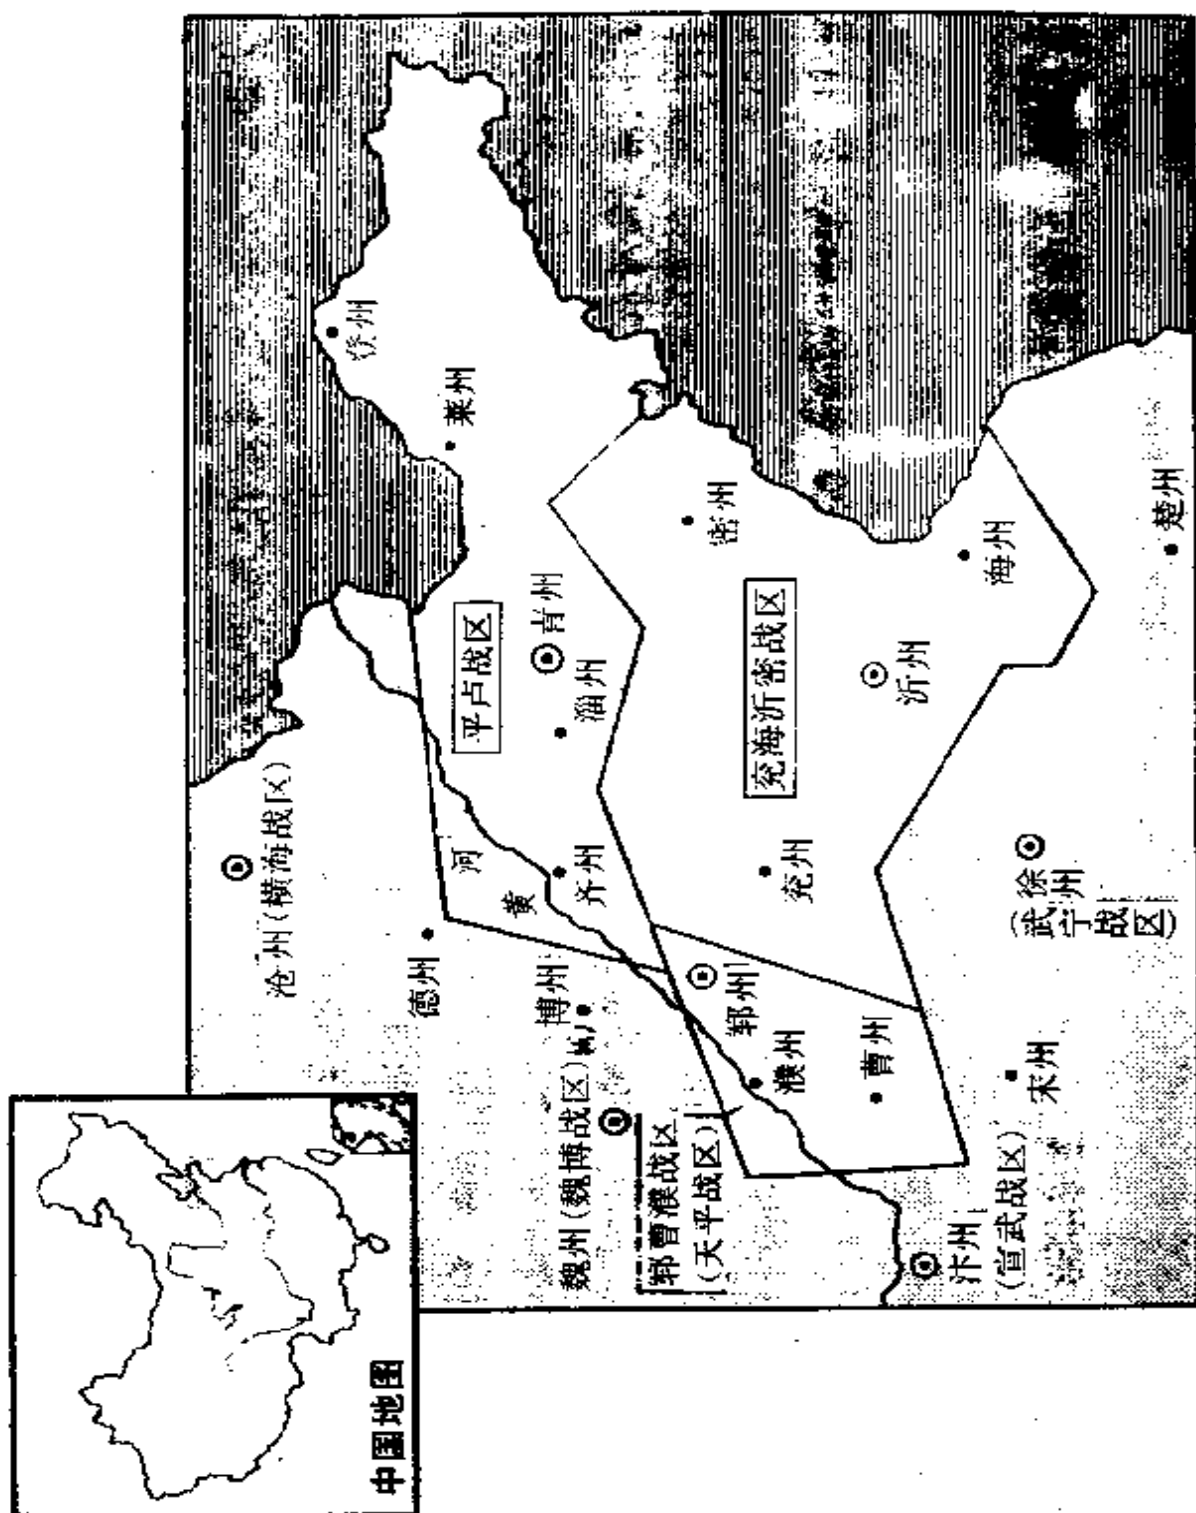 沧州(横海战区)
德州
博州
魏州(魏博战区)
郓曹濮战区
(天平战区)
黄
河
登州
莱州
平卢战区
青州
淄州
齐州
密州
兖海沂密战区
沂州
海州
兖州
郓州
濮州
曹州
楚州
徐州
(武宁战区)
宋州
汴州
(宣武战区)
中国地图